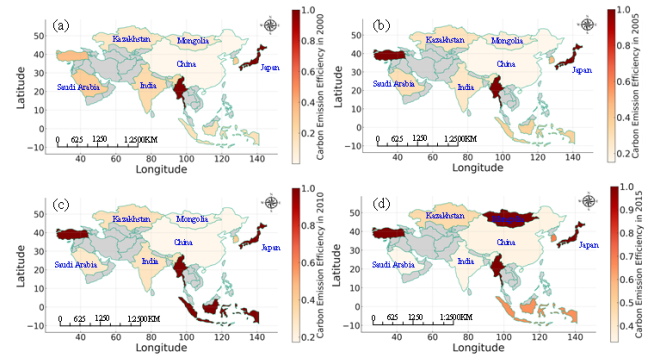 (a)
50
40
30
20
10
0
−10
Latitude
Kazakhstan
Mongolia
China
Japan
Saudi Arabia
India
0 625 1250 1:2500KM
40 60 80 100 120 140
Longitude
1.0
0.8
0.6
0.4
0.2
Carbon Emission Efficiency in 2000
(b)
50
40
30
20
10
0
−10
Latitude
Kazakhstan
Mongolia
China
Japan
Saudi Arabia
India
0 625 1250 1:2500KM
40 60 80 100 120 140
Longitude
1.0
0.8
0.6
0.4
0.2
Carbon Emission Efficiency in 2005
(c)
50
40
30
20
10
0
−10
Latitude
Kazakhstan
Mongolia
China
Japan
Saudi Arabia
India
0 625 1250 1:2500KM
40 60 80 100 120 140
Longitude
1.0
0.8
0.6
0.4
0.2
Carbon Emission Efficiency in 2010
(d)
50
40
30
20
10
0
−10
Latitude
Kazakhstan
Mongolia
China
Japan
Saudi Arabia
India
0 625 1250 1:2500KM
40 60 80 100 120 140
Longitude
1.0
0.9
0.8
0.7
0.6
0.5
0.4
Carbon Emission Efficiency in 2015